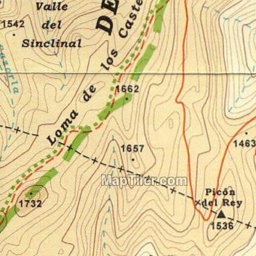 1542
Valle
del
Sinclinal
DE
Loma de los Caste
1662
1657
1463
MapTiler.com
Picón
del Rey
1732
1536